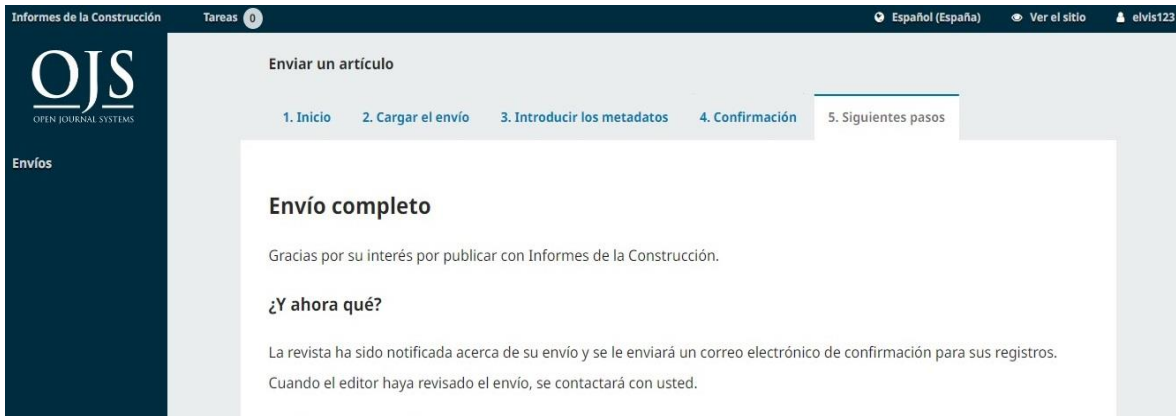 Informes de la Construcción Tareas 0 Español (España) Ver el sitio elvis123
OJS
OPEN JOURNAL SYSTEMS
Envíos
Enviar un artículo
1. Inicio 2. Cargar el envío 3. Introducir los metadatos 4. Confirmación 5. Siguientes pasos
Envío completo
Gracias por su interés por publicar con Informes de la Construcción.
¿Y ahora qué?
La revista ha sido notificada acerca de su envío y se le enviará un correo electrónico de confirmación para sus registros.
Cuando el editor haya revisado el envío, se contactará con usted.